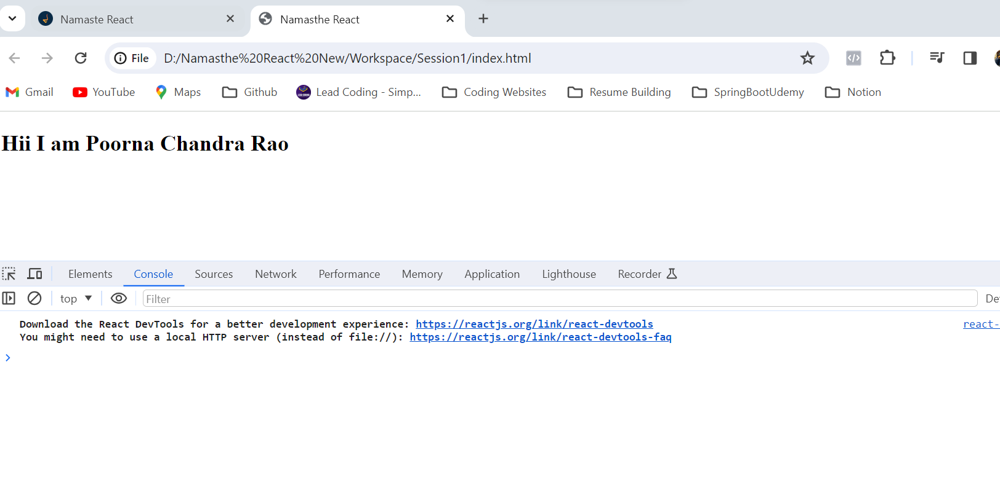 Namaste React
Namasthe React
File D:/Namasthe%20React%20New/Workspace/Session1/index.html
Gmail YouTube Maps Github Lead Coding - Simp... Coding Websites Resume Building SpringBootUdemy Notion
Hii I am Poorna Chandra Rao
Elements Console Sources Network Performance Memory Application Lighthouse Recorder
top Filter De
Download the React DevTools for a better development experience: https://reactjs.org/link/react-devtools react-
You might need to use a local HTTP server (instead of file://): https://reactjs.org/link/react-devtools-faq